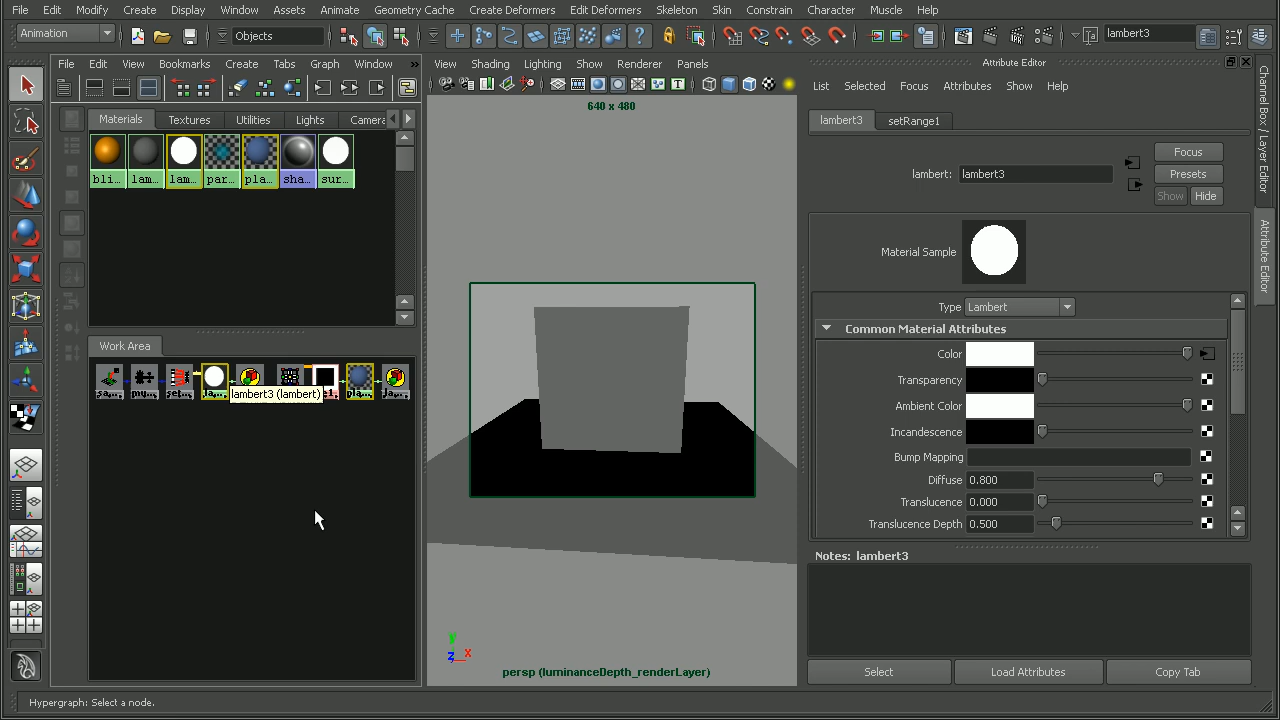 File Edit Modify Create Display Window Assets Animate Geometry Cache Create Deformers Edit Deformers Skeleton Skin Constrain Character Muscle Help
Animation Objects lambert3
File Edit View Bookmarks Create Tabs Graph Window »
View Shading Lighting Show Renderer Panels
Attribute Editor
List Selected Focus Attributes Show Help
Materials Textures Utilities Lights Camera
bli... lam... lam... par... pla... sha... sur...
Work Area
lambert3 (lambert)
640 x 480
y
z x
persp (luminanceDepth_renderLayer)
lambert3 setRange1
lambert: lambert3
Focus
Presets
Show Hide
Material Sample
Type Lambert
Common Material Attributes
Color
Transparency
Ambient Color
Incandescence
Bump Mapping
Diffuse 0.800
Translucence 0.000
Translucence Depth 0.500
Notes: lambert3
Select Load Attributes Copy Tab
Channel Box / Layer Editor
Attribute Editor
Hypergraph: Select a node.